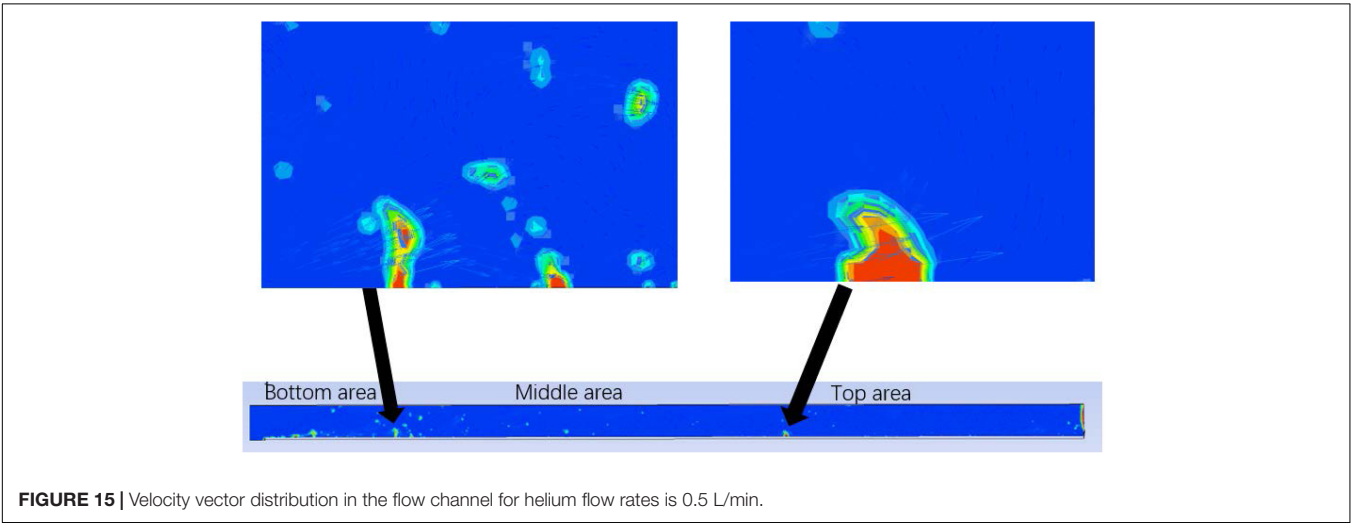 Bottom area
Middle area
Top area
FIGURE 15 | Velocity vector distribution in the flow channel for helium flow rates is 0.5 L/min.